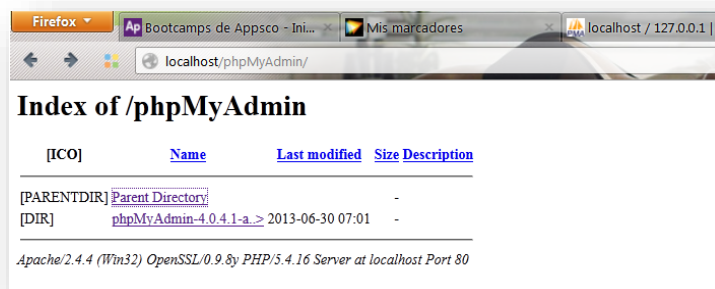 Firefox
Ap Bootcamps de Appsco - Ini... Mis marcadores PMA localhost / 127.0.0.1 |
localhost/phpMyAdmin/
Index of /phpMyAdmin
[ICO] Name Last modified Size Description
[PARENTDIR] Parent Directory -
[DIR] phpMyAdmin-4.0.4.1-a..> 2013-06-30 07:01 -
Apache/2.4.4 (Win32) OpenSSL/0.9.8y PHP/5.4.16 Server at localhost Port 80